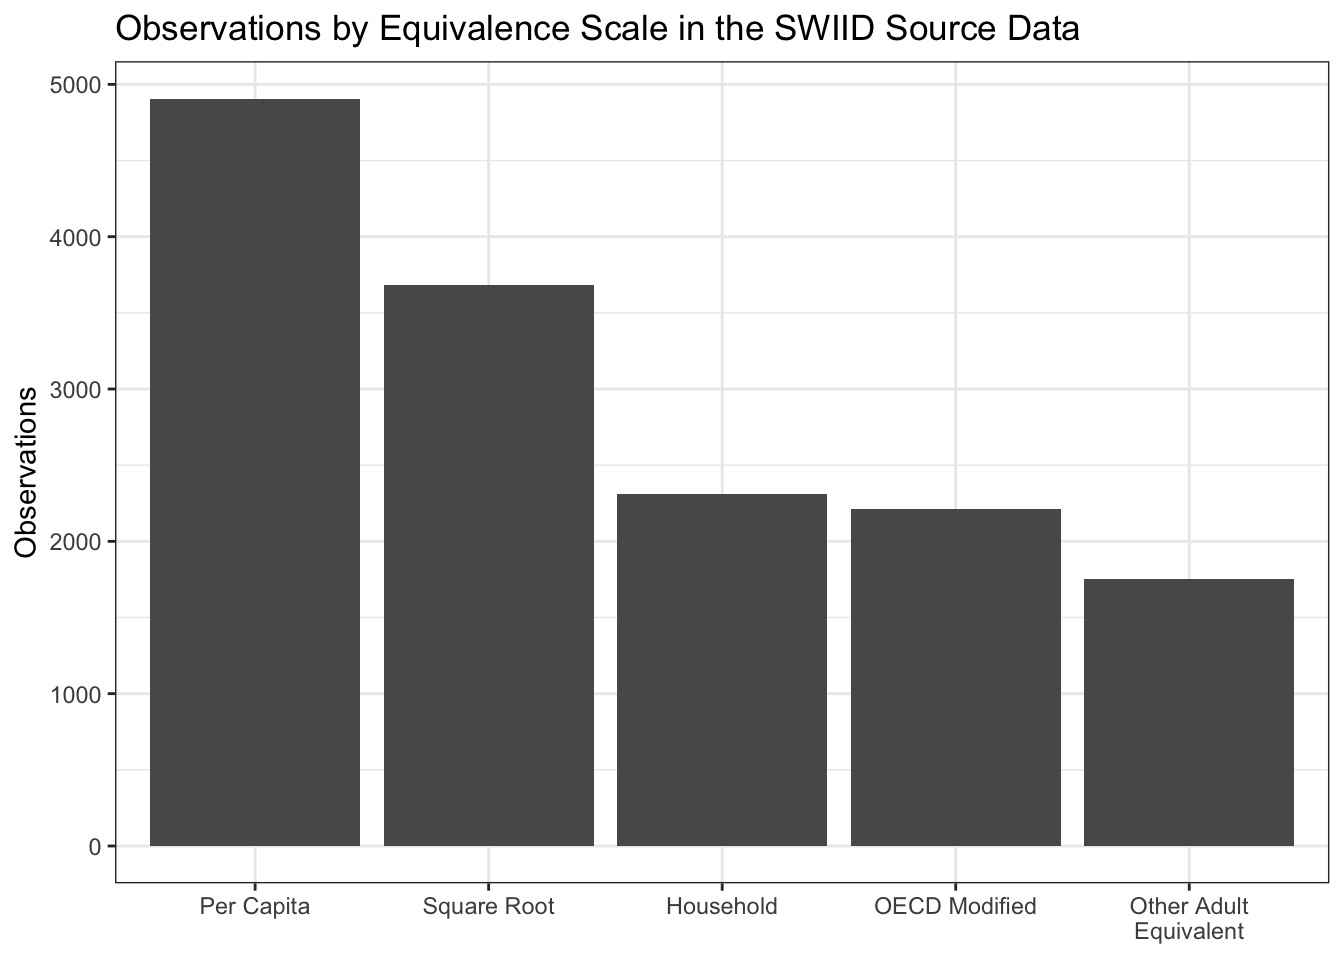 Observations by Equivalence Scale in the SWIID Source Data
Observations
5000
4000
3000
2000
1000
0
Per Capita
Square Root
Household
OECD Modified
Other Adult
Equivalent